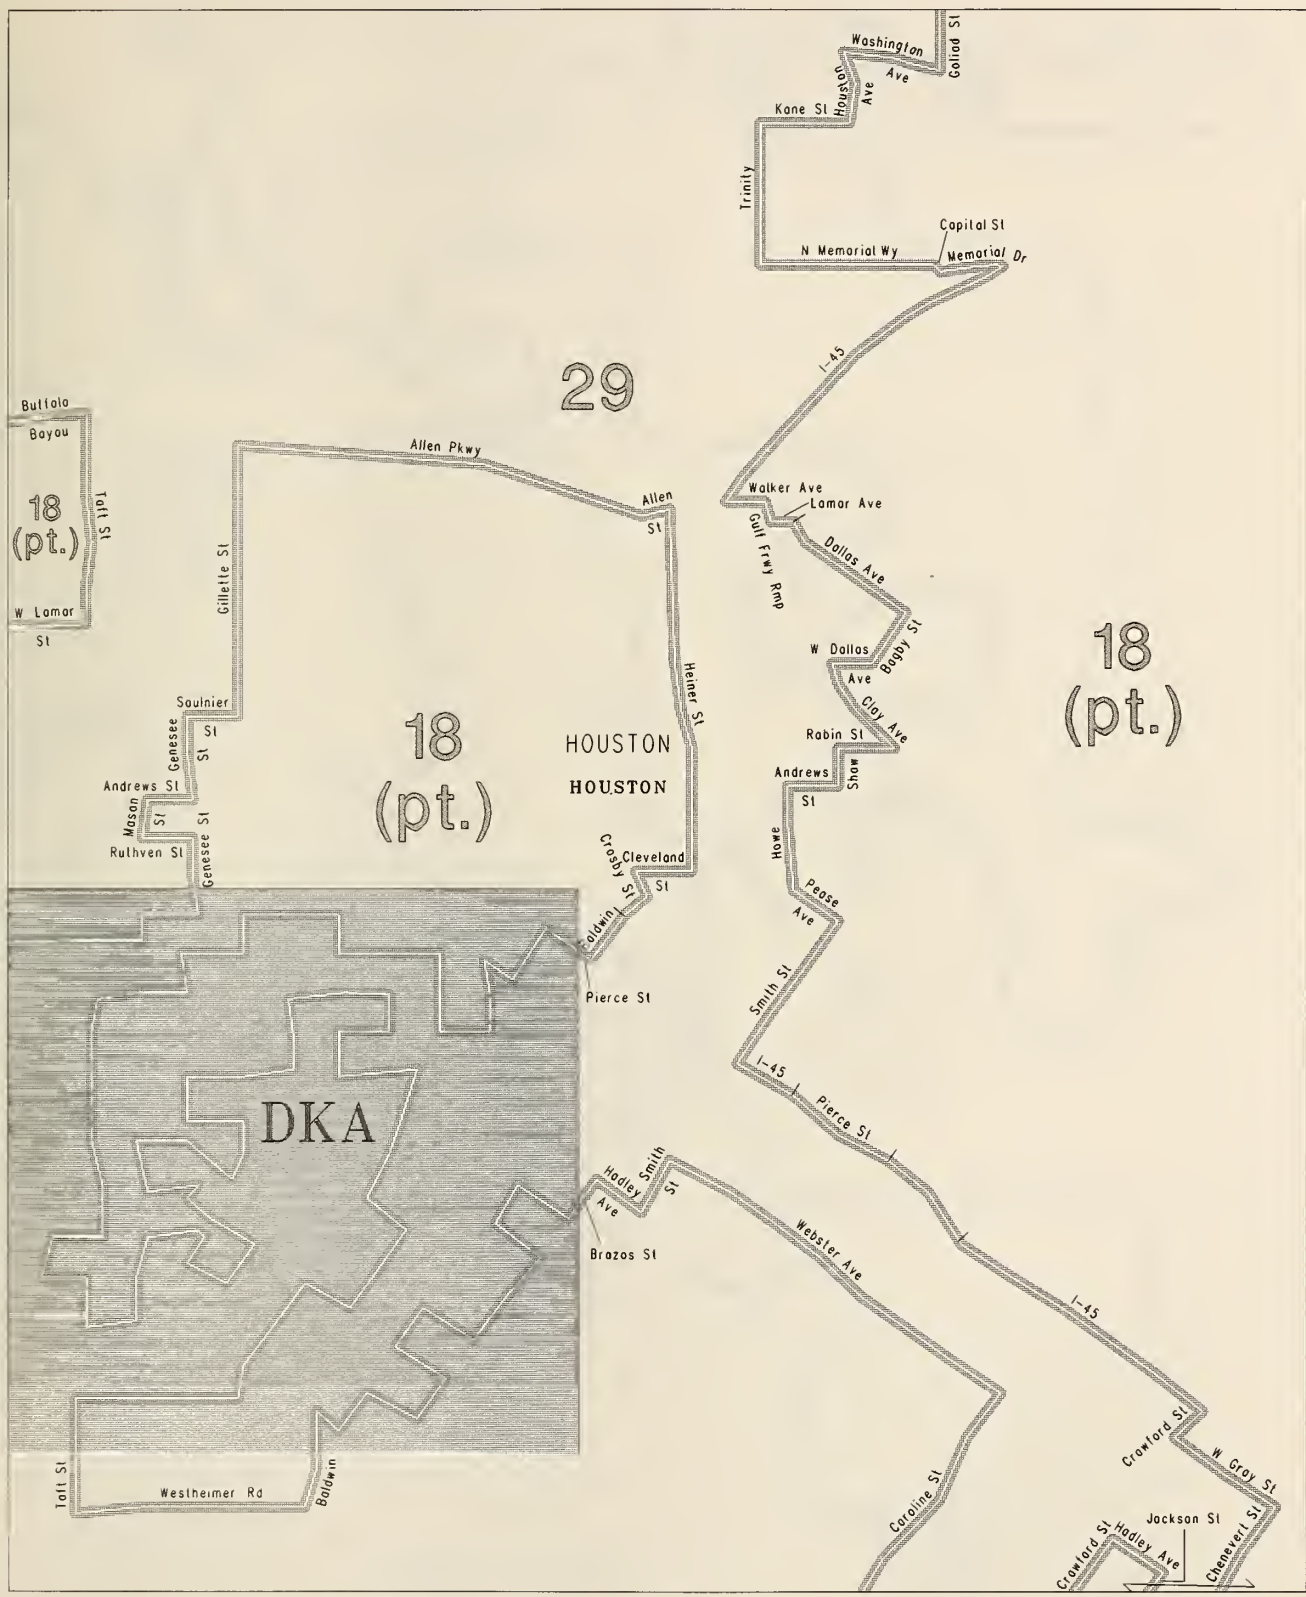 Goliad St
Washington
Ave
Houston
Ave
Kane St
Trinity
Capital St
N Memorial Wy
Memorial Dr
I-45
29
Buffalo
Bayou
Allen Pkwy
18
(pt.)
Taft St
Allen
St
Walker Ave
Lamar Ave
Gulf Frwy Rmp
Dallas Ave
Gillette St
W Lamar
St
Bagby St
W Dallas
Ave
18
(pt.)
Heiner St
Clay Ave
Saulnier
St
Genesee
St
18
(pt.)
HOUSTON
HOUSTON
Rabin St
Shaw
Andrews
St
Andrews St
Mason
St
Ruthven St
Genesee St
Howe
Crosby St
Cleveland
St
Pease
Ave
Baldwin
Pierce St
Smith St
I-45
Pierce St
DKA
Hadley
Ave
Smith
St
Brazos St
Webster Ave
I-45
Crawford St
W Gray St
Taft St
Westheimer Rd
Baldwin
Caroline St
Jackson St
Chenevert St
Crawford St
Hadley Ave